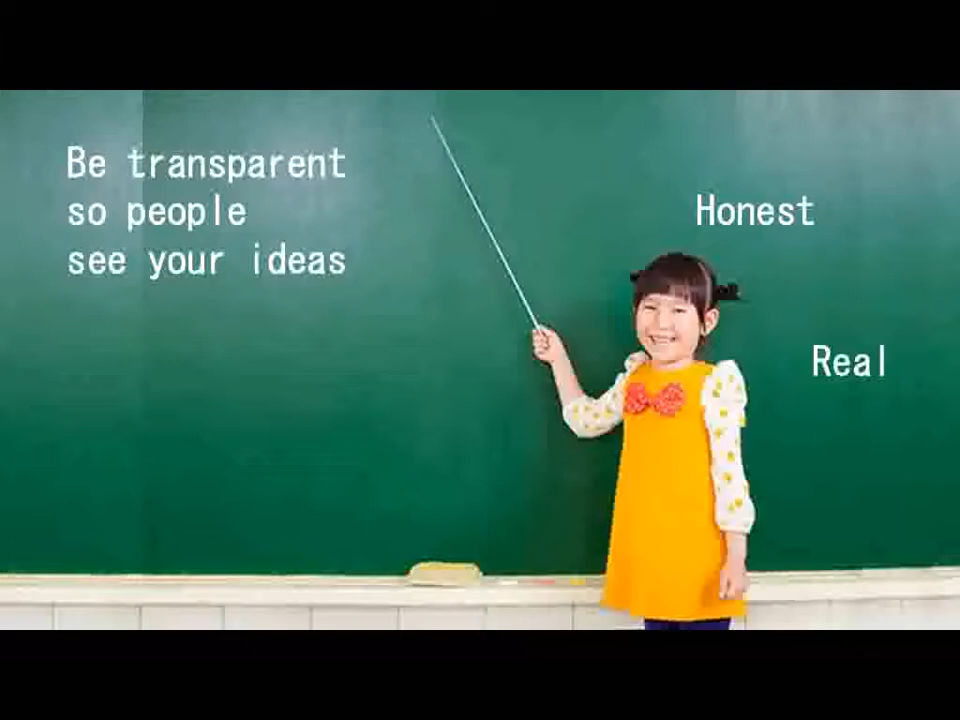 Be transparent
so people
see your ideas
Honest
Real